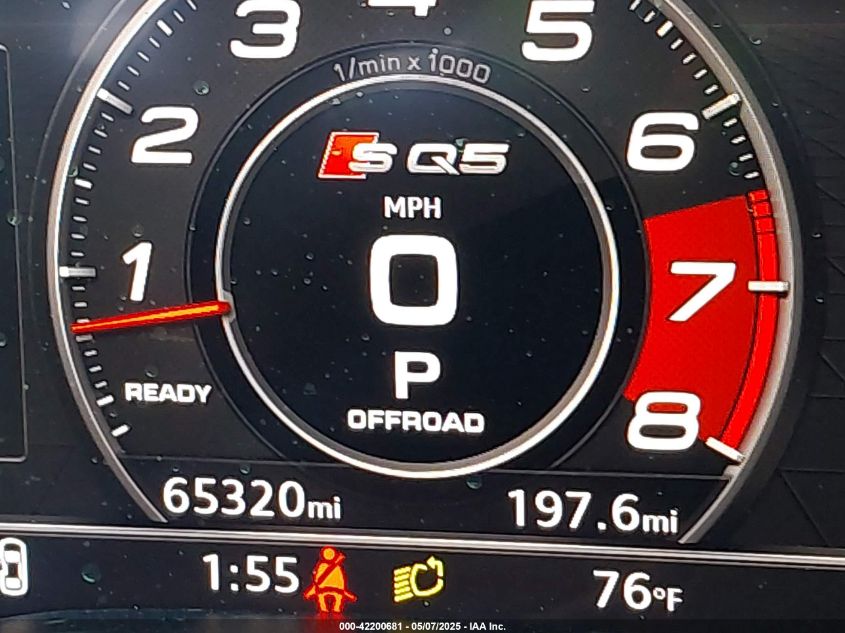 4
3 5
1/min x 1000
2 6
S SQ5
MPH
1 0 7
P
READY
OFFROAD
8
65320mi 197.6mi
1:55 76°F
000-42200681 - 05/07/2025 - IAA Inc.